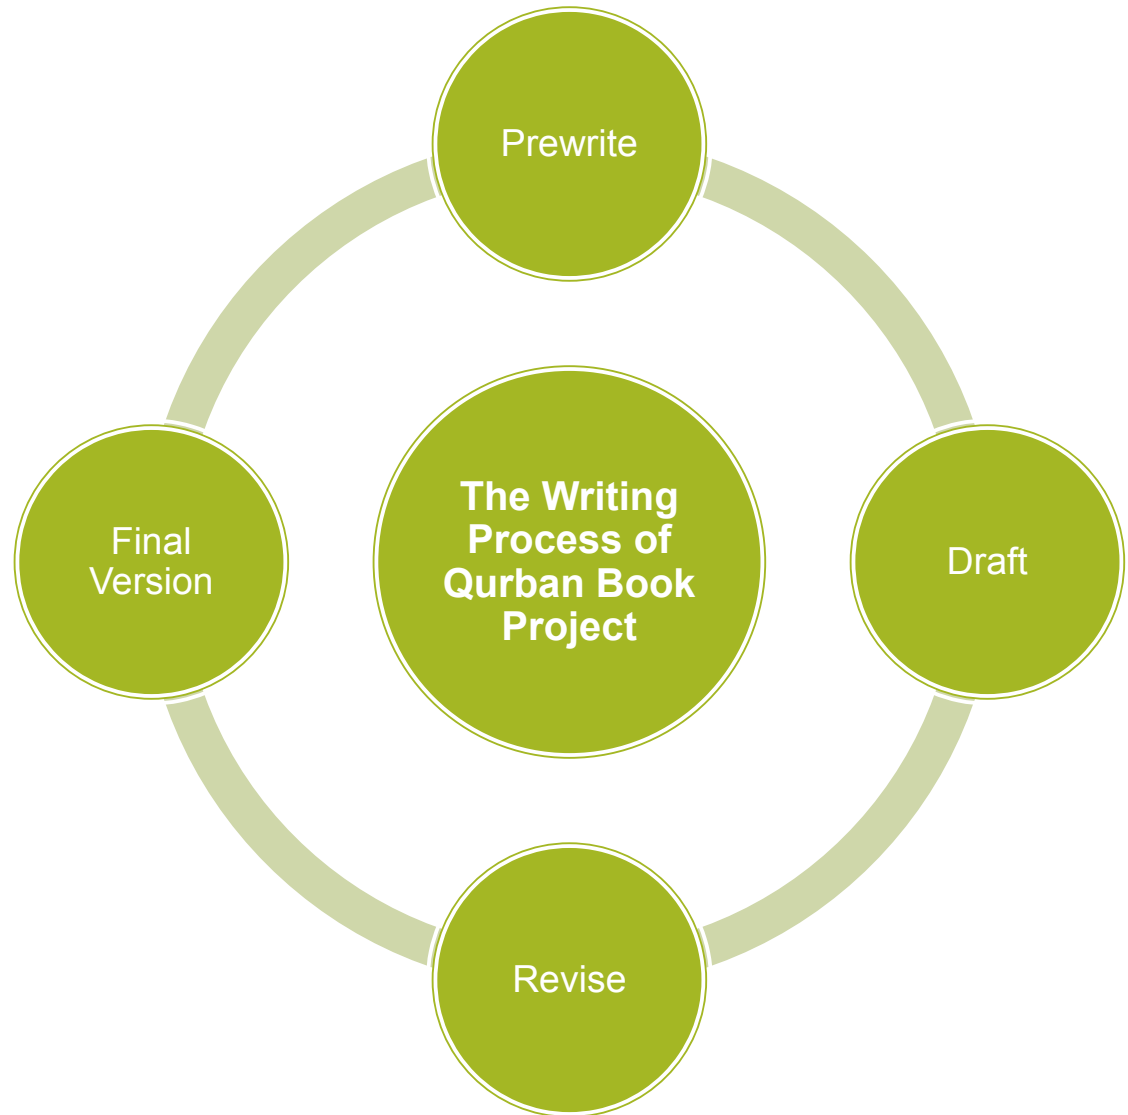 Prewrite
The Writing
Process of
Qurban Book
Project
Final
Version
Draft
Revise